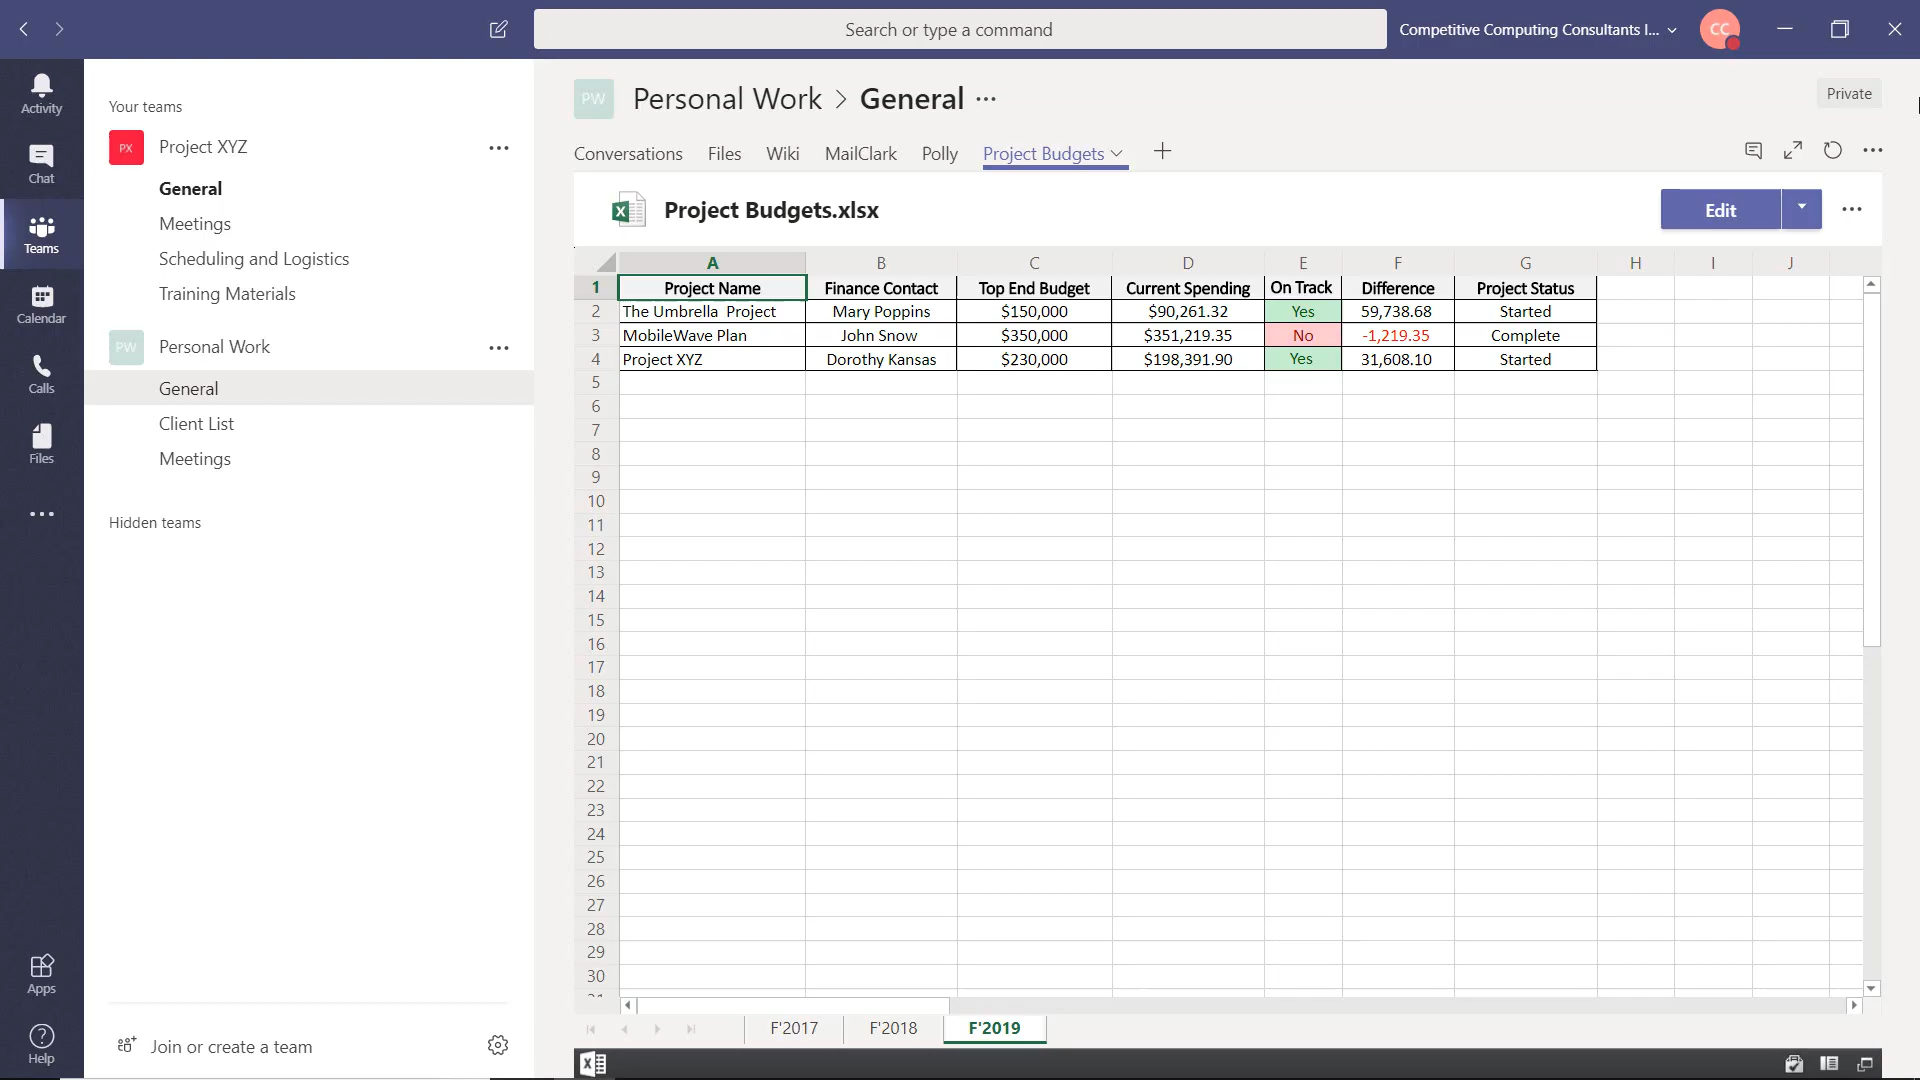 Search or type a command
Competitive Computing Consultants I...
CC
Activity
Chat
Teams
Calendar
Calls
Files
Apps
Help
Your teams
PX Project XYZ
General
Meetings
Scheduling and Logistics
Training Materials
PW Personal Work
General
Client List
Meetings
Hidden teams
Join or create a team
PW Personal Work > General ...
Private
Conversations Files Wiki MailClark Polly Project Budgets
Project Budgets.xlsx
Edit
A B C D E F G H I J
1 Project Name Finance Contact Top End Budget Current Spending On Track Difference Project Status
2 The Umbrella  Project Mary Poppins $150,000 $90,261.32 Yes 59,738.68 Started
3 MobileWave Plan John Snow $350,000 $351,219.35 No -1,219.35 Complete
4 Project XYZ Dorothy Kansas $230,000 $198,391.90 Yes 31,608.10 Started
5
6
7
8
9
10
11
12
13
14
15
16
17
18
19
20
21
22
23
24
25
26
27
28
29
30
F'2017 F'2018 F'2019